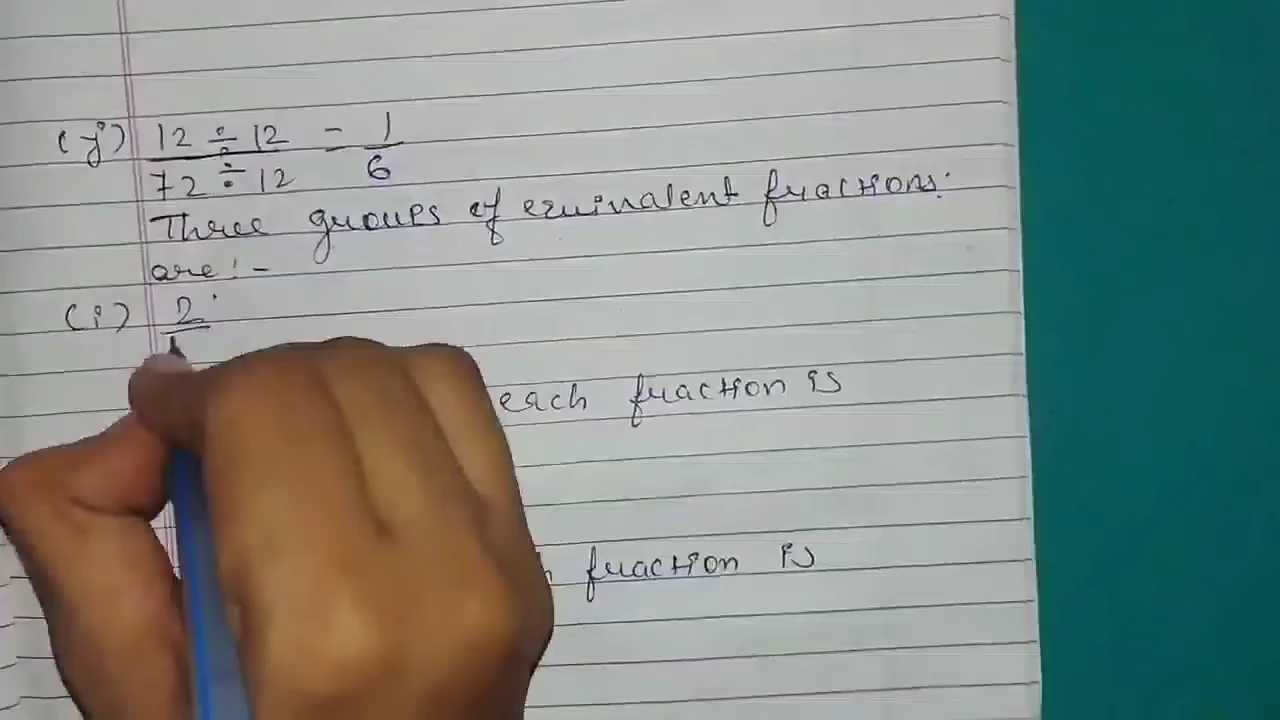 (y) 12 ÷ 12 = 1
72 ÷ 12 6
Three groups of equivalent fractions.
are:-
(i) 2
each fraction is
fraction is